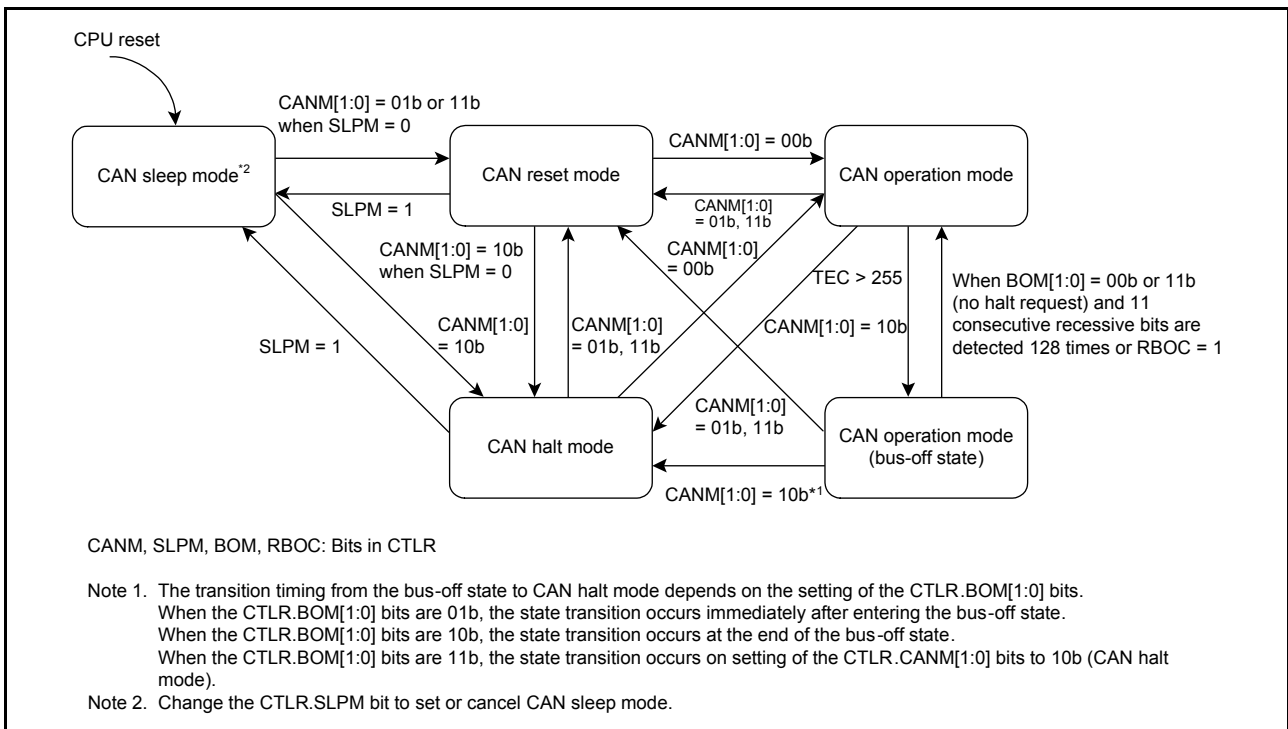 CPU reset
CANM[1:0] = 01b or 11b
when SLPM = 0
CANM[1:0] = 00b
CAN sleep mode*2
CAN reset mode
CAN operation mode
SLPM = 1
CANM[1:0]
= 01b, 11b
CANM[1:0] = 10b
when SLPM = 0
CANM[1:0]
= 00b
TEC > 255
When BOM[1:0] = 00b or 11b
(no halt request) and 11
consecutive recessive bits are
detected 128 times or RBOC = 1
SLPM = 1
CANM[1:0]
= 10b
CANM[1:0]
= 01b, 11b
CANM[1:0] = 10b
CANM[1:0]
= 01b, 11b
CAN halt mode
CAN operation mode
(bus-off state)
CANM[1:0] = 10b*1
CANM, SLPM, BOM, RBOC: Bits in CTLR
Note 1. The transition timing from the bus-off state to CAN halt mode depends on the setting of the CTLR.BOM[1:0] bits.
When the CTLR.BOM[1:0] bits are 01b, the state transition occurs immediately after entering the bus-off state.
When the CTLR.BOM[1:0] bits are 10b, the state transition occurs at the end of the bus-off state.
When the CTLR.BOM[1:0] bits are 11b, the state transition occurs on setting of the CTLR.CANM[1:0] bits to 10b (CAN halt
mode).
Note 2. Change the CTLR.SLPM bit to set or cancel CAN sleep mode.